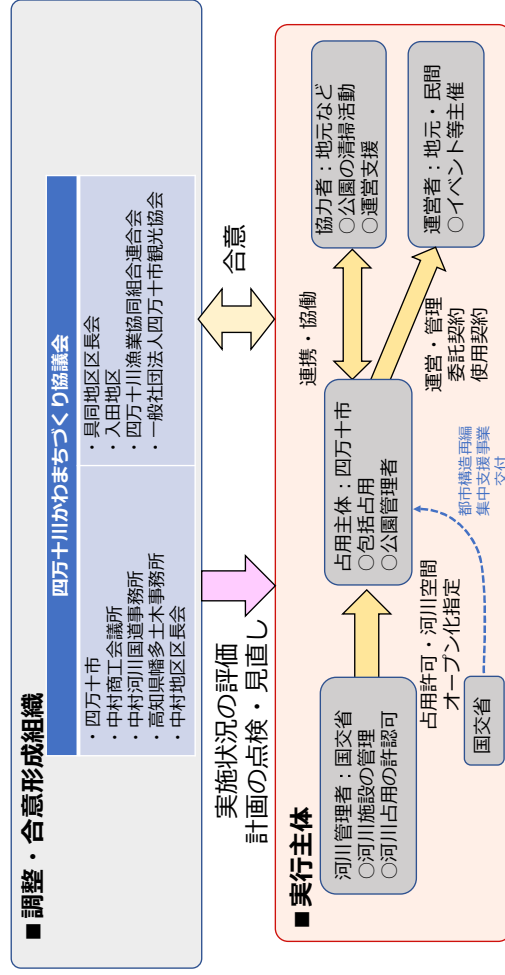 ■調整・合意形成組織
四万十川かわまちづくり協議会
・四万十市
・中村商工会議所
・中村河川国道事務所
・高知県幡多土木事務所
・中村地区区長会
・具同地区区長会
・入田地区
・四万十川漁業協同組合連合会
・一般社団法人四万十市観光協会
実施状況の評価
計画の点検・見直し
合意
■実行主体
河川管理者：国交省
○河川施設の管理
○河川占用の許認可
占用許可・河川空間
オープン化指定
国交省
都市構造再編
集中支援事業
交付
占用主体：四万十市
○包括占用
○公園管理者
連携・協働
運営・管理
委託契約
使用契約
協力者：地元など
○公園の清掃活動
○運営支援
運営者：地元・民間
○イベント等主催